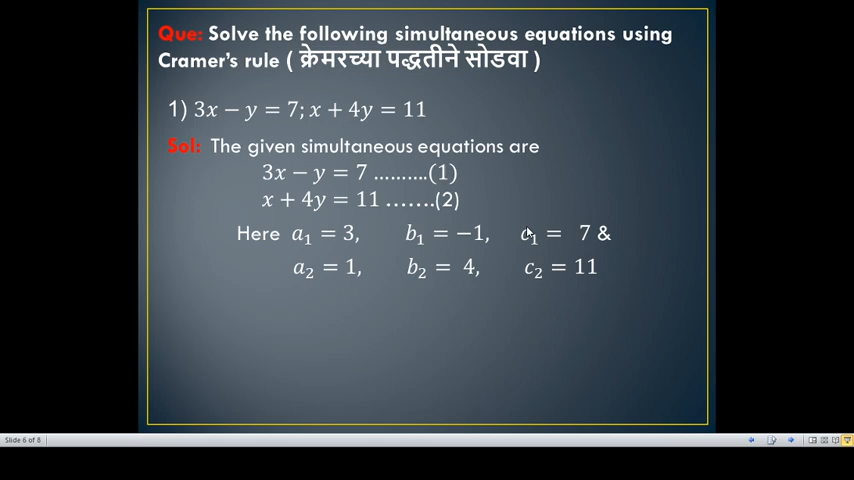 Que: Solve the following simultaneous equations using
Cramer's rule ( क्रेमरच्या पद्धतीने सोडवा )
1) 3x − y = 7; x + 4y = 11
Sol: The given simultaneous equations are
3x − y = 7 ..........(1)
x + 4y = 11 .......(2)
Here a₁ = 3, b₁ = −1, c₁ = 7 &
a₂ = 1, b₂ = 4, c₂ = 11
Slide 6 of 8